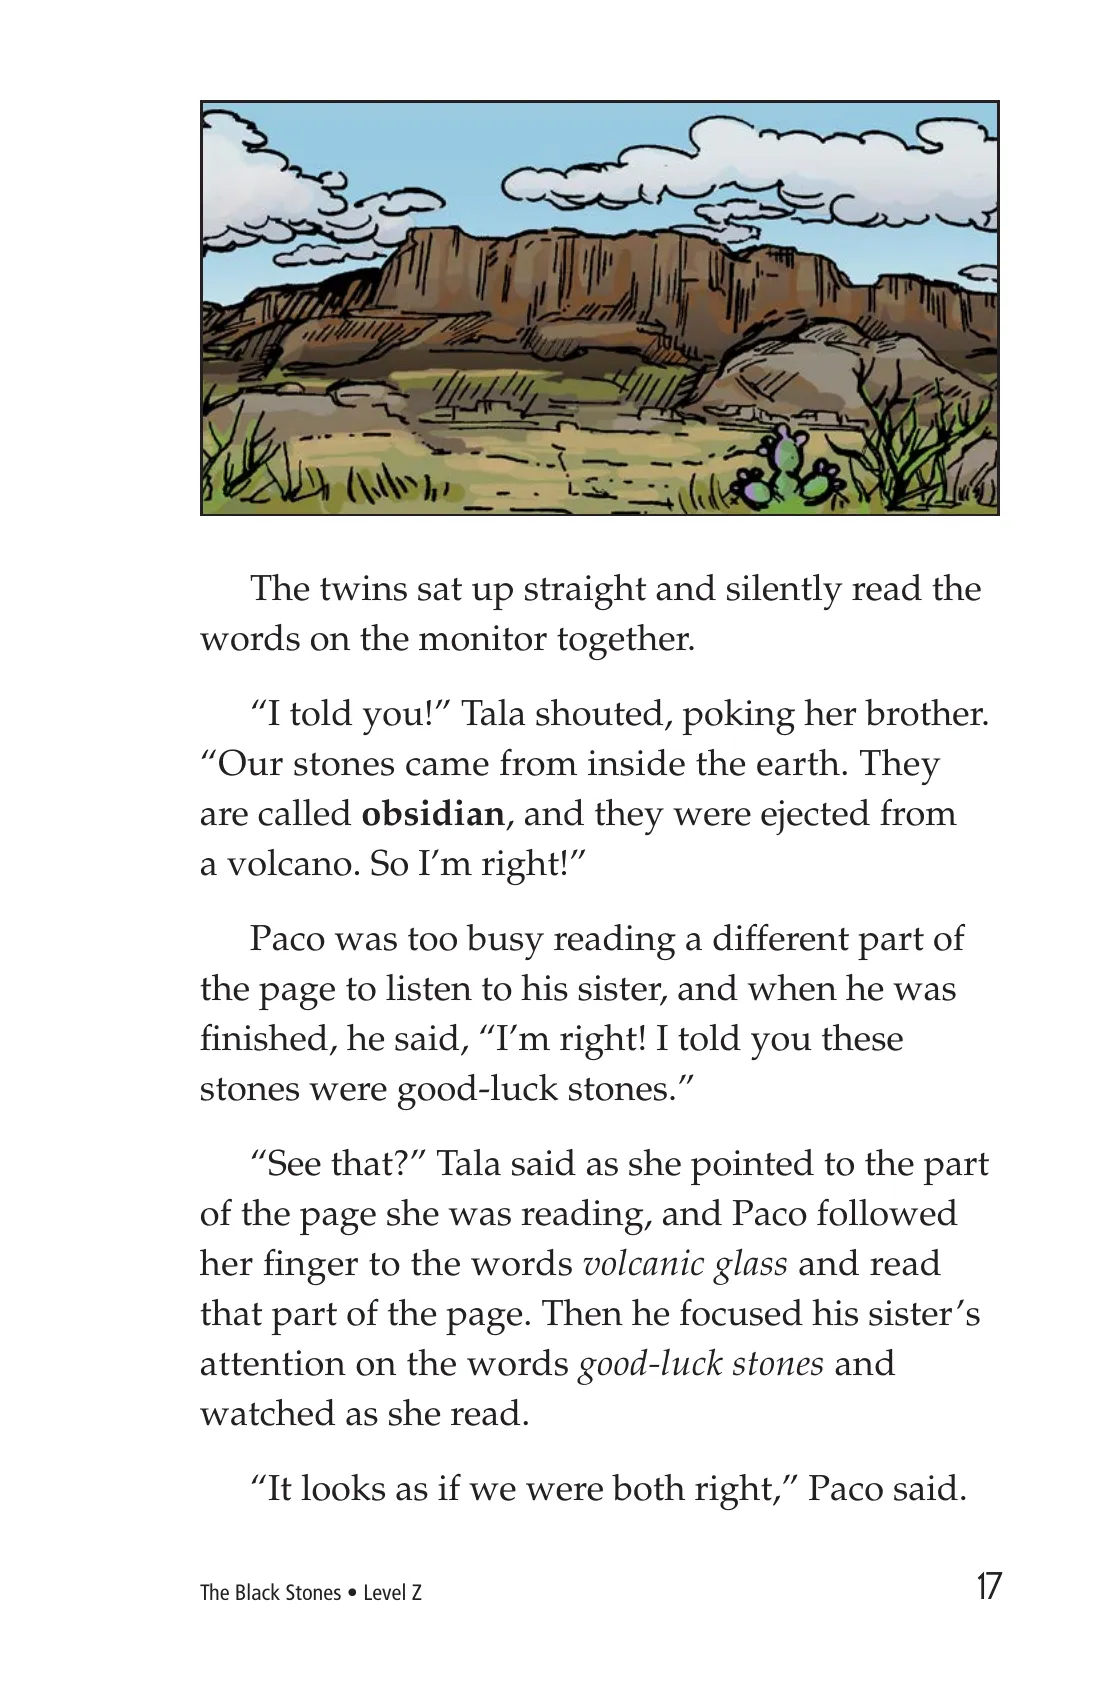 The twins sat up straight and silently read the
words on the monitor together.
“I told you!” Tala shouted, poking her brother.
“Our stones came from inside the earth. They
are called obsidian, and they were ejected from
a volcano. So I’m right!”
Paco was too busy reading a different part of
the page to listen to his sister, and when he was
finished, he said, “I’m right! I told you these
stones were good-luck stones.”
“See that?” Tala said as she pointed to the part
of the page she was reading, and Paco followed
her finger to the words volcanic glass and read
that part of the page. Then he focused his sister’s
attention on the words good-luck stones and
watched as she read.
“It looks as if we were both right,” Paco said.
The Black Stones • Level Z
17